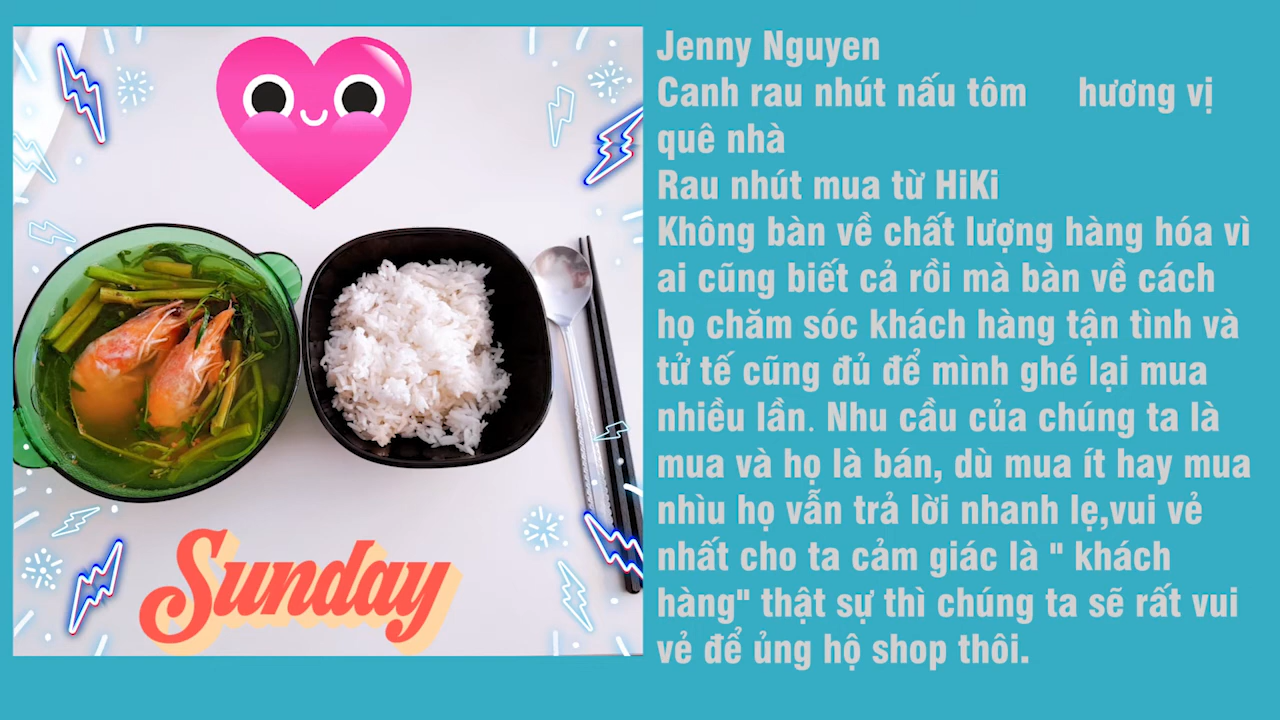 Jenny Nguyen
Canh rau nhút nấu tôm hương vị
quê nhà
Rau nhút mua từ HiKi
Không bàn về chất lượng hàng hóa vì
ai cũng biết cả rồi mà bàn về cách
họ chăm sóc khách hàng tận tình và
tử tế cũng đủ để mình ghé lại mua
nhiều lần. Nhu cầu của chúng ta là
mua và họ là bán, dù mua ít hay mua
nhìu họ vẫn trả lời nhanh lẹ,vui vẻ
nhất cho ta cảm giác là " khách
hàng" thật sự thì chúng ta sẽ rất vui
vẻ để ủng hộ shop thôi.
Sunday